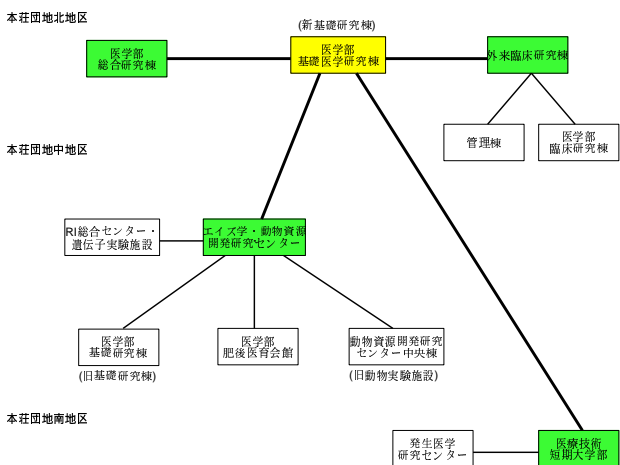 本荘団地北地区
(新基礎研究棟)
医学部
総合研究棟
医学部
基礎医学研究棟
外来臨床研究棟
管理棟
医学部
臨床研究棟
本荘団地中地区
RI総合センター・
遺伝子実験施設
エイズ学・動物資源
開発研究センター
医学部
基礎研究棟
(旧基礎研究棟)
医学部
肥後医育会館
動物資源開発研究
センター中央棟
(旧動物実験施設)
本荘団地南地区
発生医学
研究センター
医療技術
短期大学部